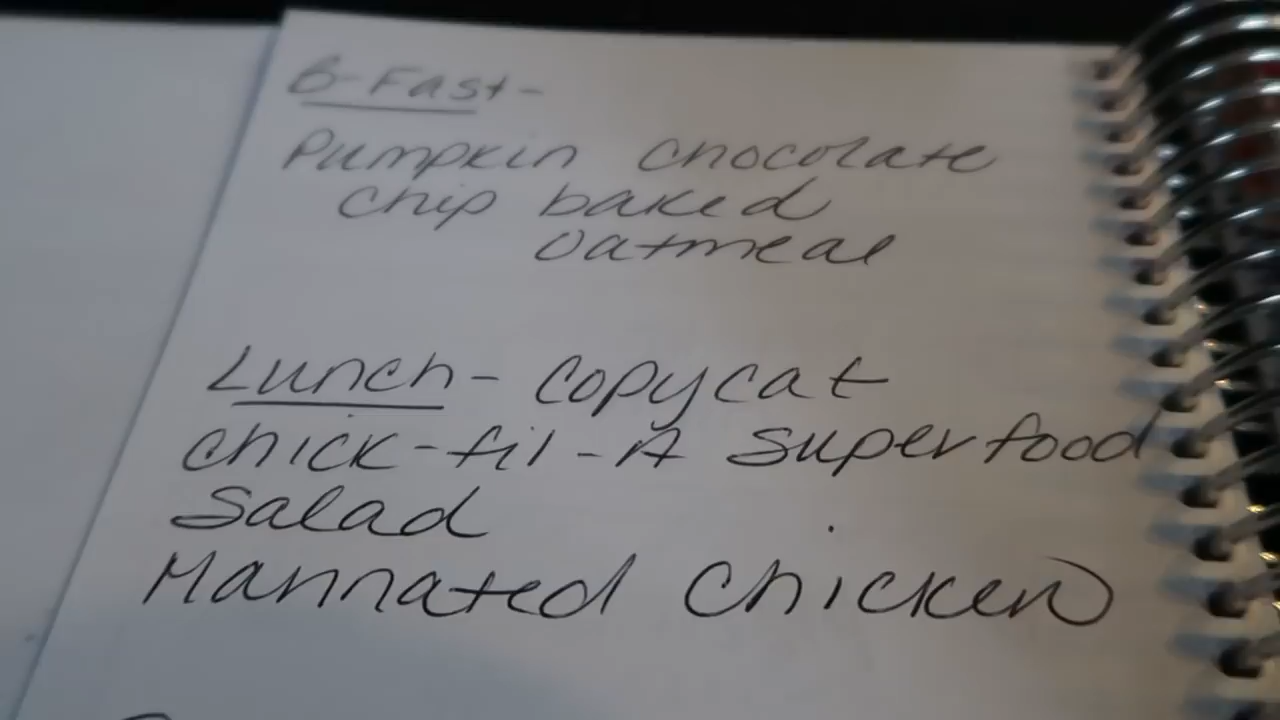 B-Fast-
Pumpkin chocolate
chip baked
oatmeal
Lunch- Copycat
chick-fil-A Superfood
Salad
Marinated Chicken